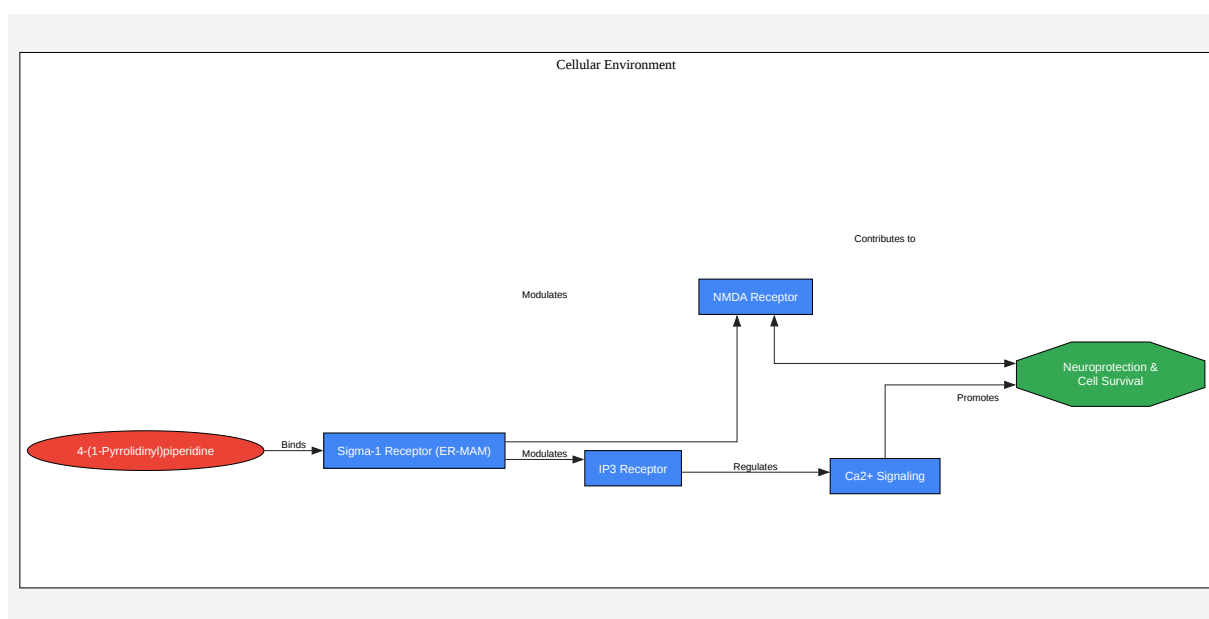 Cellular Environment
Contributes to
Modulates
NMDA Receptor
Neuroprotection &
Cell Survival
Promotes
4-(1-Pyrrolidinyl)piperidine
Binds
Sigma-1 Receptor (ER-MAM)
Modulates
IP3 Receptor
Regulates
Ca2+ Signaling